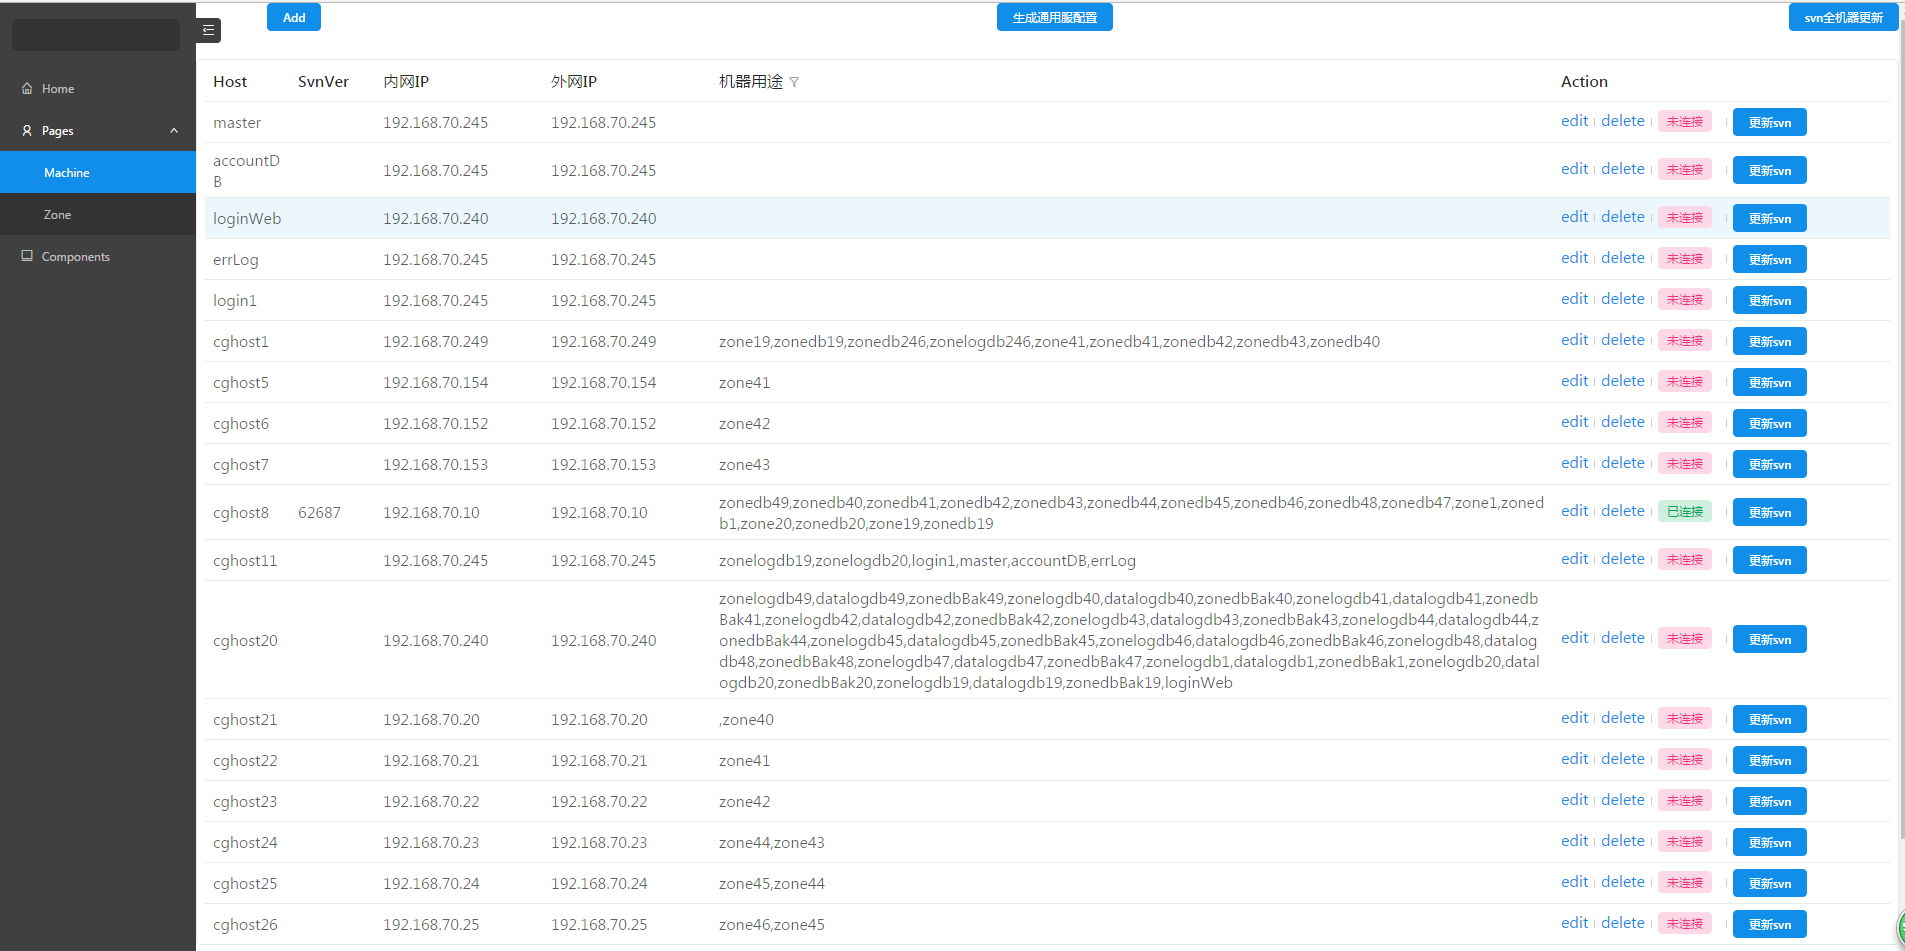 Add
生成通用服配置
svn全机器更新
Home
Pages
Machine
Zone
Components
Host SvnVer 内网IP 外网IP 机器用途 Action
master 192.168.70.245 192.168.70.245 edit delete 未连接 更新svn
accountD
B
192.168.70.245 192.168.70.245 edit delete 未连接 更新svn
loginWeb 192.168.70.240 192.168.70.240 edit delete 未连接 更新svn
errLog 192.168.70.245 192.168.70.245 edit delete 未连接 更新svn
login1 192.168.70.245 192.168.70.245 edit delete 未连接 更新svn
cghost1 192.168.70.249 192.168.70.249 zone19,zonedb19,zonedb246,zonelogdb246,zone41,zonedb41,zonedb42,zonedb43,zonedb40 edit delete 未连接 更新svn
cghost5 192.168.70.154 192.168.70.154 zone41 edit delete 未连接 更新svn
cghost6 192.168.70.152 192.168.70.152 zone42 edit delete 未连接 更新svn
cghost7 192.168.70.153 192.168.70.153 zone43 edit delete 未连接 更新svn
cghost8 62687 192.168.70.10 192.168.70.10
zonedb49,zonedb40,zonedb41,zonedb42,zonedb43,zonedb44,zonedb45,zonedb46,zonedb48,zonedb47,zone1,zoned
b1,zone20,zonedb20,zone19,zonedb19
edit delete 已连接 更新svn
cghost11 192.168.70.245 192.168.70.245 zonelogdb19,zonelogdb20,login1,master,accountDB,errLog edit delete 未连接 更新svn
cghost20 192.168.70.240 192.168.70.240
zonelogdb49,datalogdb49,zonedbBak49,zonelogdb40,datalogdb40,zonedbBak40,zonelogdb41,datalogdb41,zonedb
Bak41,zonelogdb42,datalogdb42,zonedbBak42,zonelogdb43,datalogdb43,zonedbBak43,zonelogdb44,datalogdb44,z
onedbBak44,zonelogdb45,datalogdb45,zonedbBak45,zonelogdb46,datalogdb46,zonedbBak46,zonelogdb48,datalog
db48,zonedbBak48,zonelogdb47,datalogdb47,zonedbBak47,zonelogdb1,datalogdb1,zonedbBak1,zonelogdb20,datal
ogdb20,zonedbBak20,zonelogdb19,datalogdb19,zonedbBak19,loginWeb
edit delete 未连接 更新svn
cghost21 192.168.70.20 192.168.70.20 ,zone40 edit delete 未连接 更新svn
cghost22 192.168.70.21 192.168.70.21 zone41 edit delete 未连接 更新svn
cghost23 192.168.70.22 192.168.70.22 zone42 edit delete 未连接 更新svn
cghost24 192.168.70.23 192.168.70.23 zone44,zone43 edit delete 未连接 更新svn
cghost25 192.168.70.24 192.168.70.24 zone45,zone44 edit delete 未连接 更新svn
cghost26 192.168.70.25 192.168.70.25 zone46,zone45 edit delete 未连接 更新svn